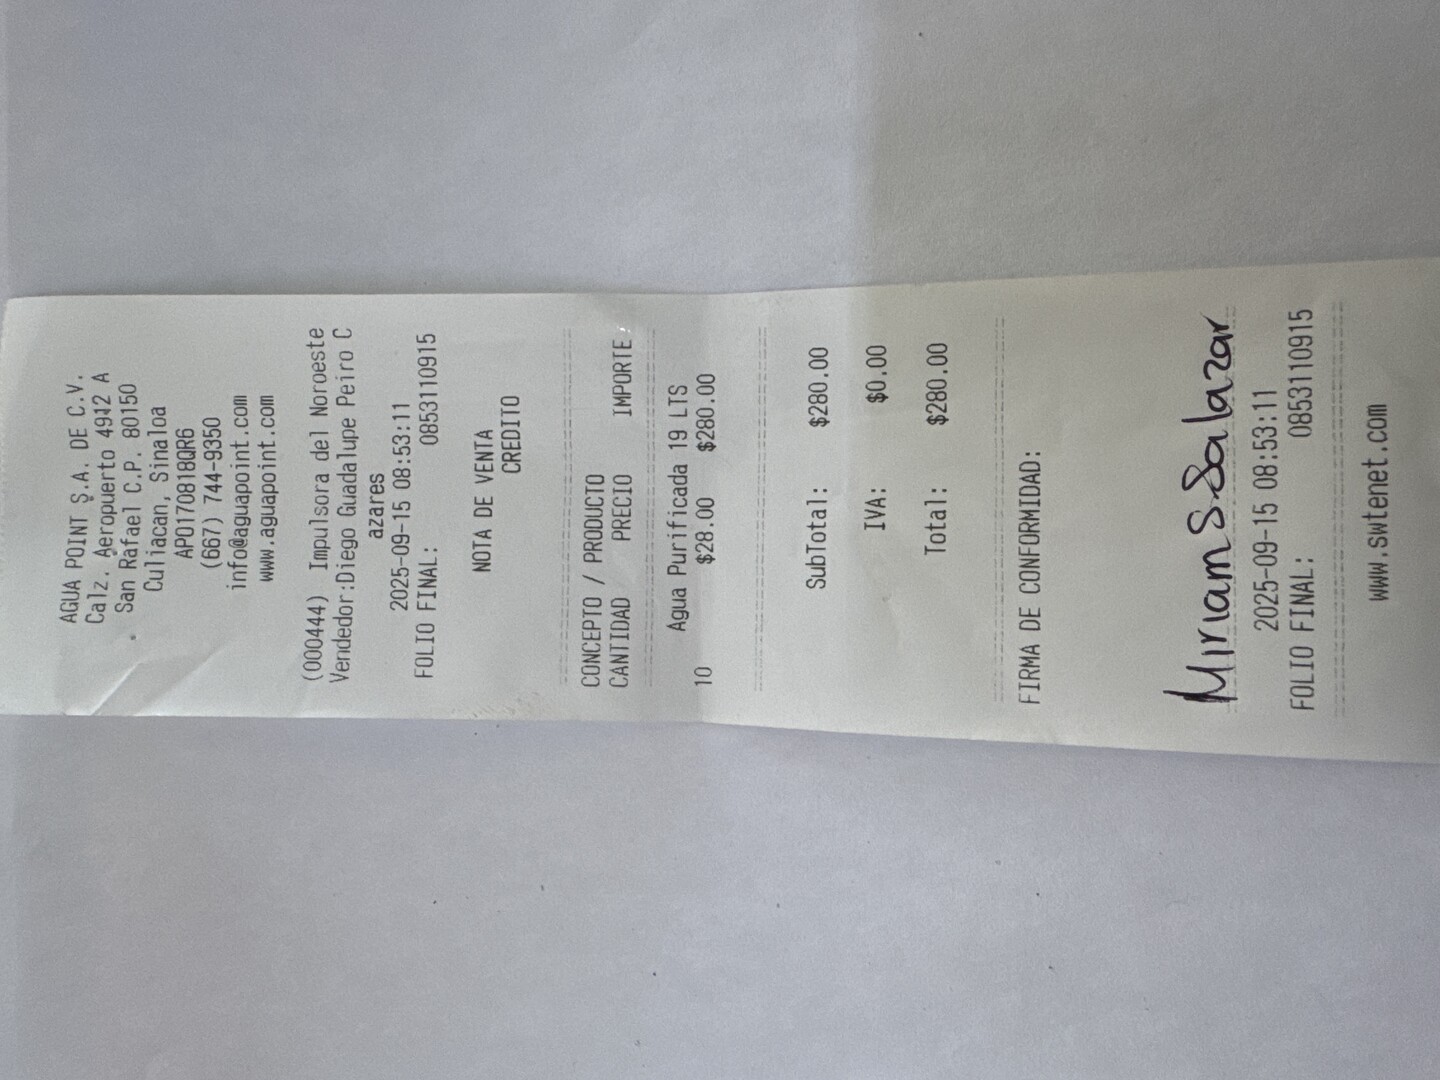 AGUA POINT S.A. DE C.V.
Calz. Aeropuerto 4942 A
San Rafael C.P. 80150
Culiacan, Sinaloa
APO170818QR6
(667) 744-9350
info@aguapoint.com
www.aguapoint.com
(000444) Impulsora del Noroeste
Vendedor:Diego Guadalupe Peiro C
azares
2025-09-15 08:53:11
FOLIO FINAL: 0853110915
NOTA DE VENTA
CREDITO
CONCEPTO / PRODUCTO
CANTIDAD PRECIO IMPORTE
Agua Purificada 19 LTS
10 $28.00 $280.00
SubTotal: $280.00
IVA: $0.00
Total: $280.00
FIRMA DE CONFORMIDAD:
Miriam S. Salazar
2025-09-15 08:53:11
FOLIO FINAL: 0853110915
www.swtenet.com